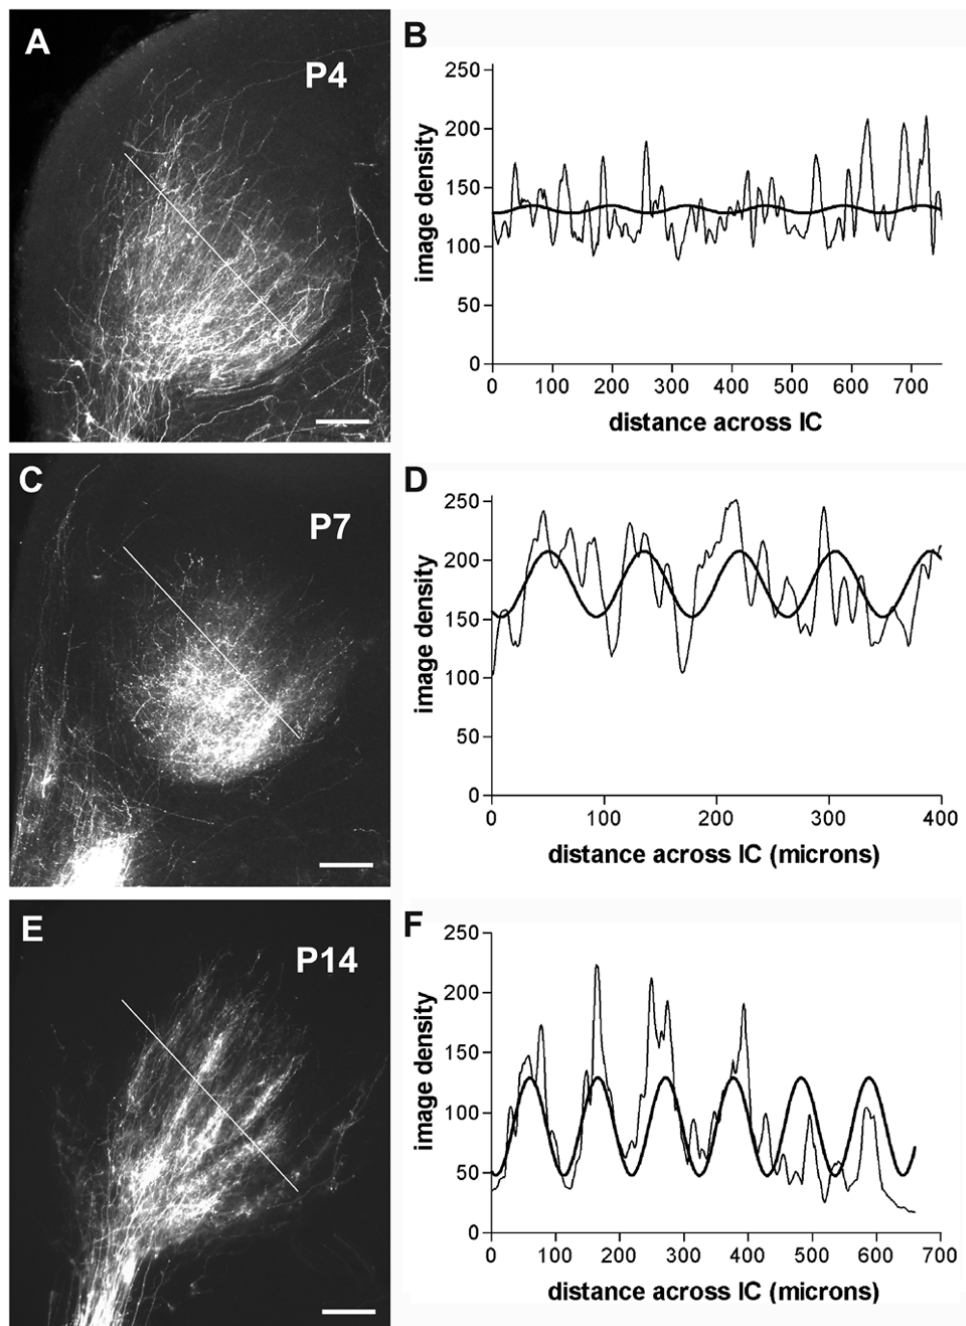 A
P4
B
image density
250
200
150
100
50
0
0 100 200 300 400 500 600 700
distance across IC
C
P7
D
image density
250
200
150
100
50
0
0 100 200 300 400
distance across IC (microns)
E
P14
F
image density
250
200
150
100
50
0
0 100 200 300 400 500 600 700
distance across IC (microns)